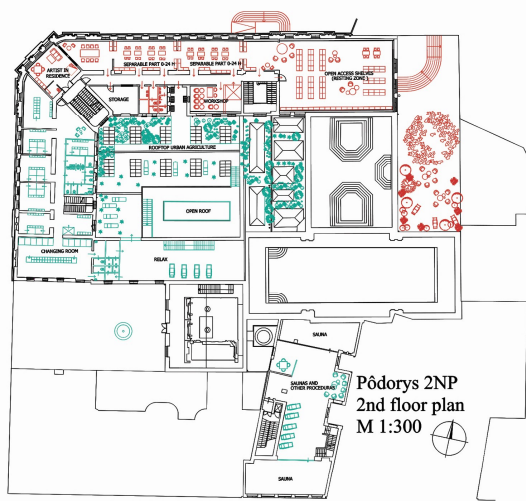 SEPARABLE PART 0-24 H
SEPARABLE PART 0-24 H
ARTIST IN
RESIDENCE
OPEN ACCESS SHELVES
(RESTING ZONE)
STORAGE
WORKSHOP
ROOFTOP URBAN AGRICULTURE
OPEN ROOF
CHANGING ROOM
RELAX
SAUNA
SAUNAS AND
OTHER PROCEDURES
SAUNA
Pôdorys 2NP
2nd floor plan
M 1:300